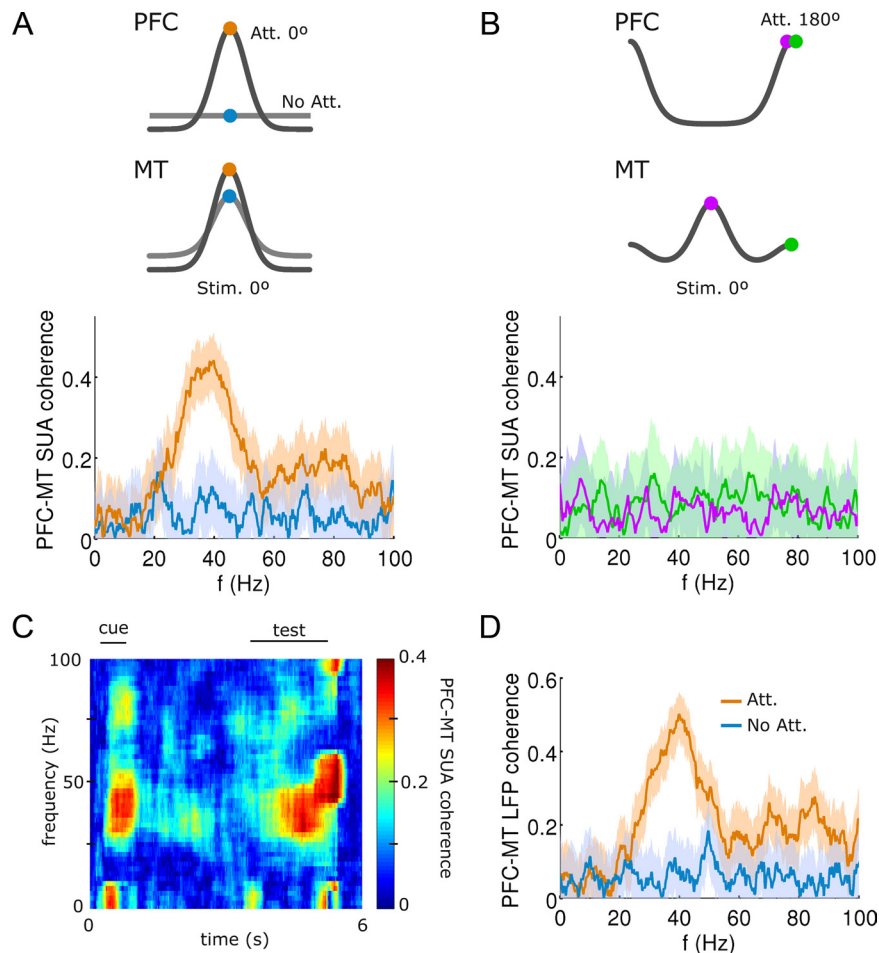 A
PFC
Att. 0º
No Att.
MT
Stim. 0º
PFC-MT SUA coherence
0.4
0.2
0
0 20 40 60 80 100
f (Hz)
B
PFC
Att. 180º
MT
Stim. 0º
PFC-MT SUA coherence
0.4
0.2
0
0 20 40 60 80 100
f (Hz)
C
cue
test
frequency (Hz)
100
50
0
0 6
time (s)
0.4
0.2
0
PFC-MT SUA coherence
D
PFC-MT LFP coherence
0.6
0.4
0.2
0
Att.
No Att.
0 20 40 60 80 100
f (Hz)